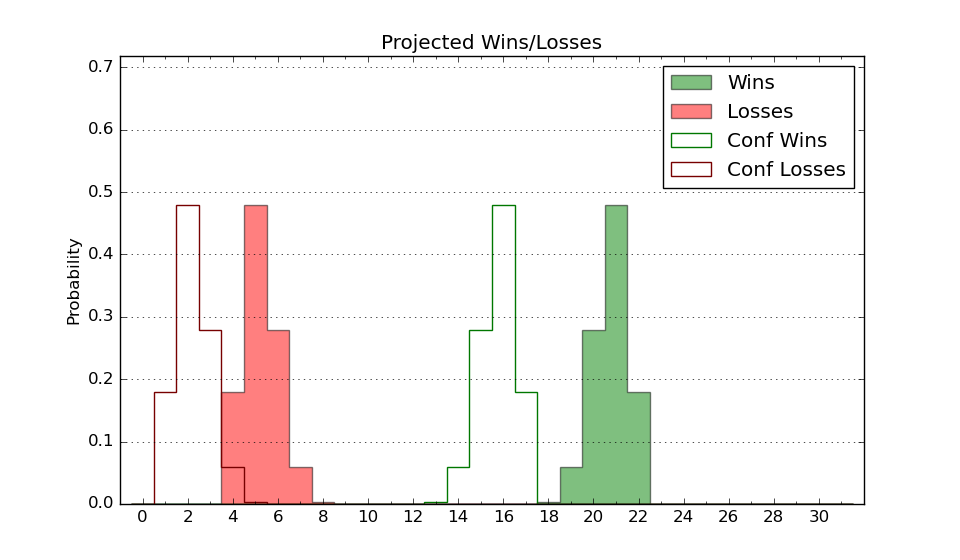 Projected Wins/Losses
0.7
0.6
0.5
0.4
0.3
0.2
0.1
0.0
Probability
Wins
Losses
Conf Wins
Conf Losses
0 2 4 6 8 10 12 14 16 18 20 22 24 26 28 30